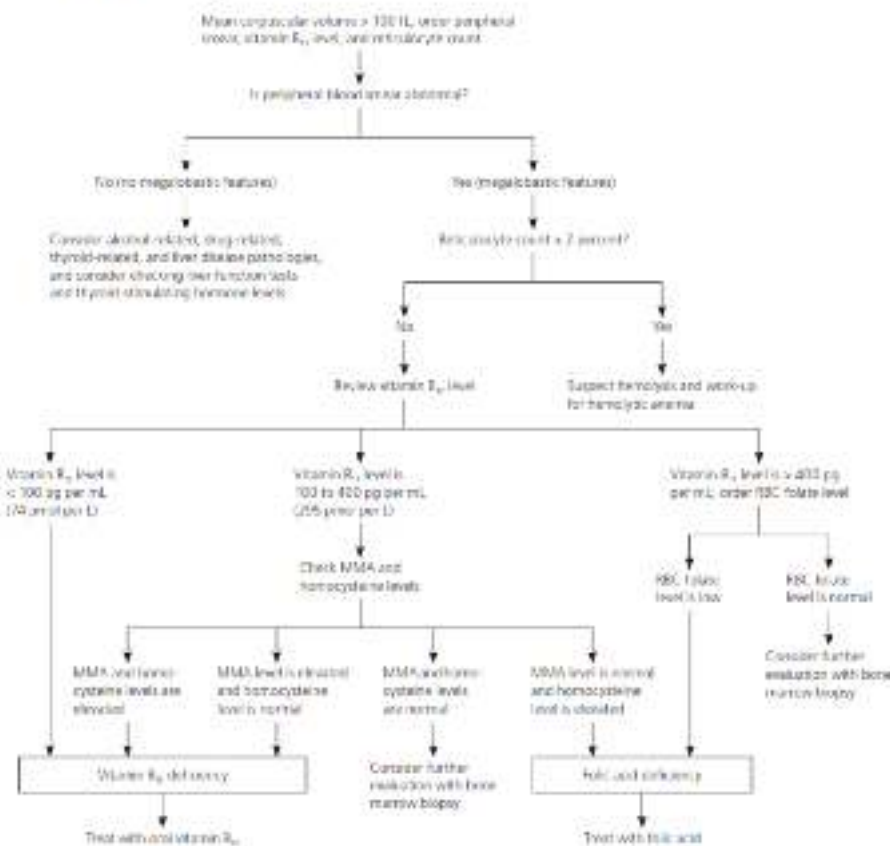 Mean corpuscular volume > 100 fL, order peripheral
smear, vitamin B₁₂ level, and reticulocyte count
Is peripheral blood smear abnormal?
No (no megalobastic features)
Yes (megalobastic features)
Consider alcohol-related, drug-related,
thyroid-related, and liver disease pathologies,
and consider checking liver function tests
and thyroid-stimulating hormone levels
Reticulocyte count 2 percent?
No
Yes
Review vitamin B₁₂ level
Suspect hemolysis and work-up
for hemolytic anemia
Vitamin B₁₂ level is
< 100 pg per mL
(74 pmol per L)
Vitamin B₁₂ level is
100 to 400 pg per mL
(295 pmol per L)
Vitamin B₁₂ level is > 400 pg
per mL, order RBC folate level
Check MMA and
homocysteine levels
RBC folate
level is low
RBC folate
level is normal
MMA and homo-
cysteine levels are
elevated
MMA level is elevated
and homocysteine
level is normal
MMA and homo-
cysteine levels
are normal
MMA level is normal
and homocysteine
level is elevated
Consider further
evaluation with bone
marrow biopsy
Vitamin B₁₂ deficiency
Consider further
evaluation with bone
marrow biopsy
Folic acid deficiency
Treat with oral vitamin B₁₂
Treat with folic acid